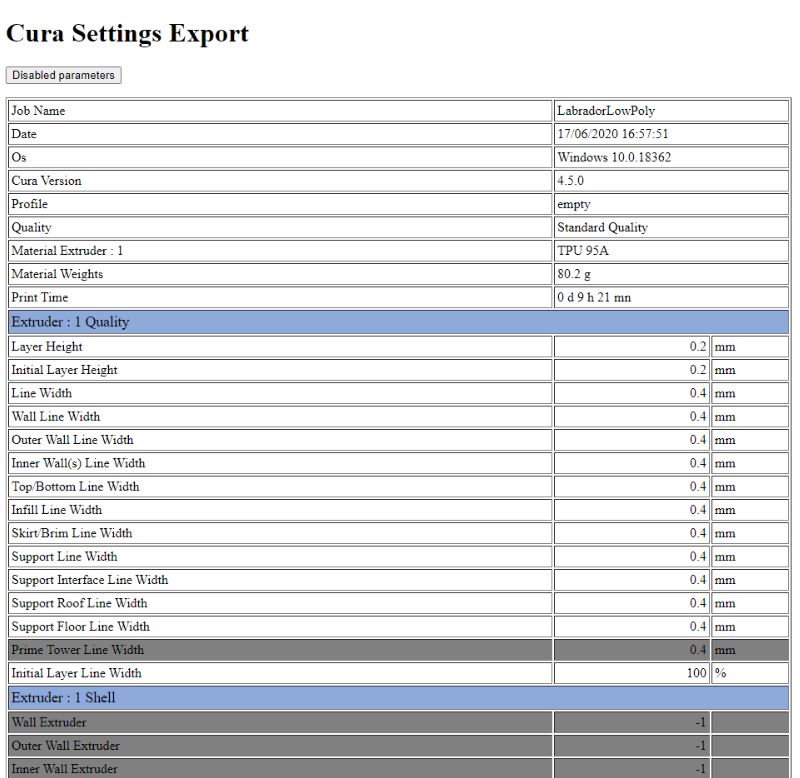 Cura Settings Export
Disabled parameters
Job Name LabradorLowPoly
Date 17/06/2020 16:57:51
Os Windows 10.0.18362
Cura Version 4.5.0
Profile empty
Quality Standard Quality
Material Extruder : 1 TPU 95A
Material Weights 80.2 g
Print Time 0 d 9 h 21 mn
Extruder : 1 Quality
Layer Height 0.2 mm
Initial Layer Height 0.2 mm
Line Width 0.4 mm
Wall Line Width 0.4 mm
Outer Wall Line Width 0.4 mm
Inner Wall(s) Line Width 0.4 mm
Top/Bottom Line Width 0.4 mm
Infill Line Width 0.4 mm
Skirt/Brim Line Width 0.4 mm
Support Line Width 0.4 mm
Support Interface Line Width 0.4 mm
Support Roof Line Width 0.4 mm
Support Floor Line Width 0.4 mm
Prime Tower Line Width 0.4 mm
Initial Layer Line Width 100 %
Extruder : 1 Shell
Wall Extruder -1
Outer Wall Extruder -1
Inner Wall Extruder -1